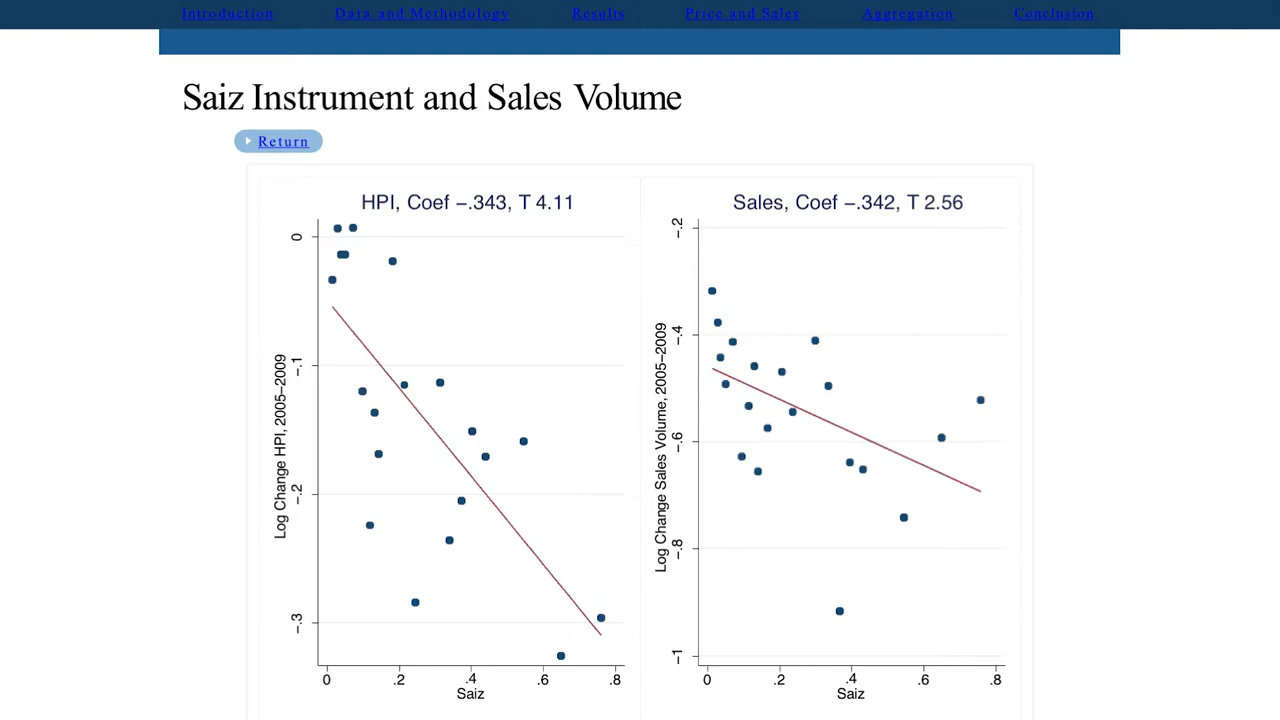 Introduction Data and Methodology Results Price and Sales Aggregation Conclusion
Saiz Instrument and Sales Volume
Return
HPI, Coef −.343, T 4.11
Log Change HPI, 2005−2009
0
−.1
−.2
−.3
0 .2 .4 .6 .8
Saiz
Sales, Coef −.342, T 2.56
Log Change Sales Volume, 2005−2009
−.2
−.4
−.6
−.8
−1
0 .2 .4 .6 .8
Saiz